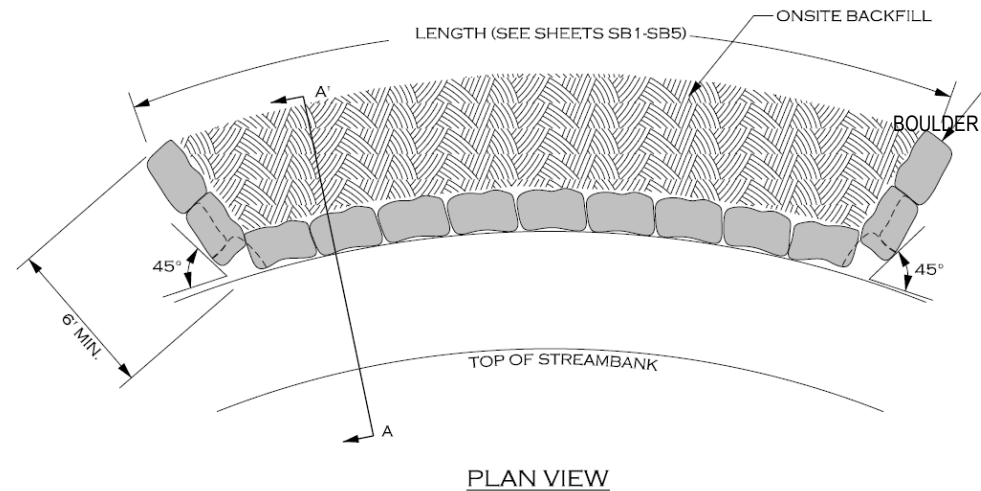 ONSITE BACKFILL
LENGTH (SEE SHEETS SB1-SB5)
A'
BOULDER
45°
45°
6' MIN.
TOP OF STREAMBANK
A
PLAN VIEW